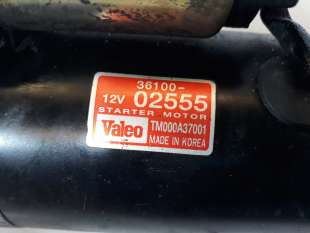 36100-
12V 02555
STARTER MOTOR
Valeo TM000A37001
MADE IN KOREA